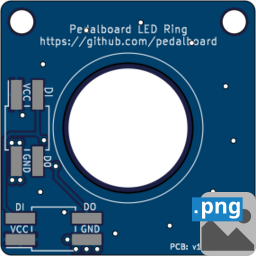 Pedalboard LED Ring
https://github.com/pedalboard
DI
VCC
GND
DO
DI DO
VCC GND
PCB: v1
.png